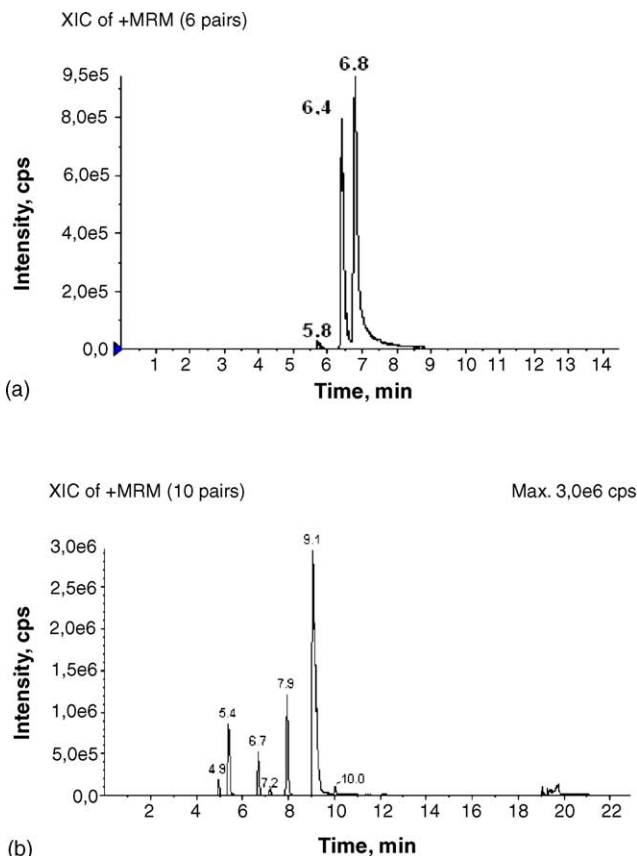 XIC of +MRM (6 pairs)
9,5e5
8,0e5
6,0e5
4,0e5
2,0e5
0,0
Intensity, cps
6.4
6.8
5.8
1 2 3 4 5 6 7 8 9 10 11 12 13 14
Time, min
(a)
XIC of +MRM (10 pairs) Max. 3,0e6 cps
3,0e6
2,5e6
2,0e6
1,5e6
1,0e6
5,0e5
0,0
Intensity, cps
4.9
5.4
6.7
7.2
7.9
9.1
10.0
2 4 6 8 10 12 14 16 18 20 22
Time, min
(b)